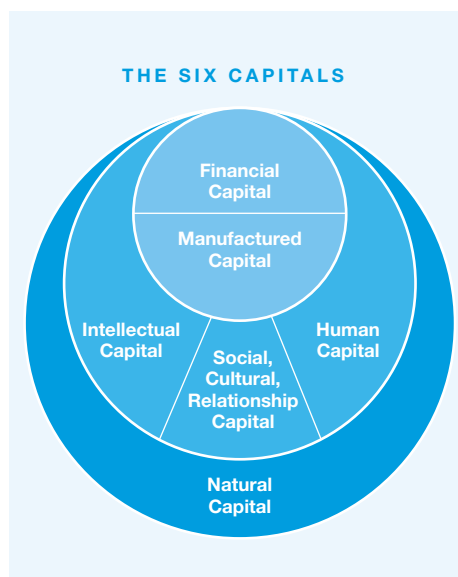 THE SIX CAPITALS
Financial
Capital
Manufactured
Capital
Intellectual
Capital
Social,
Cultural,
Relationship
Capital
Human
Capital
Natural
Capital